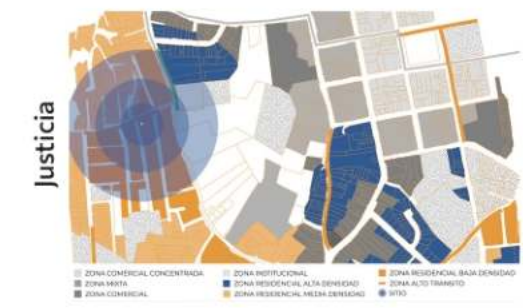 Justicia
ZONA COMERCIAL CONCENTRADA
ZONA MIXTA
ZONA COMERCIAL
ZONA INSTITUCIONAL
ZONA RESIDENCIAL ALTA DENSIDAD
ZONA RESIDENCIAL MEDIA DENSIDAD
ZONA RESIDENCIAL BAJA DENSIDAD
ZONA ALTO TRANSITO
SITIO